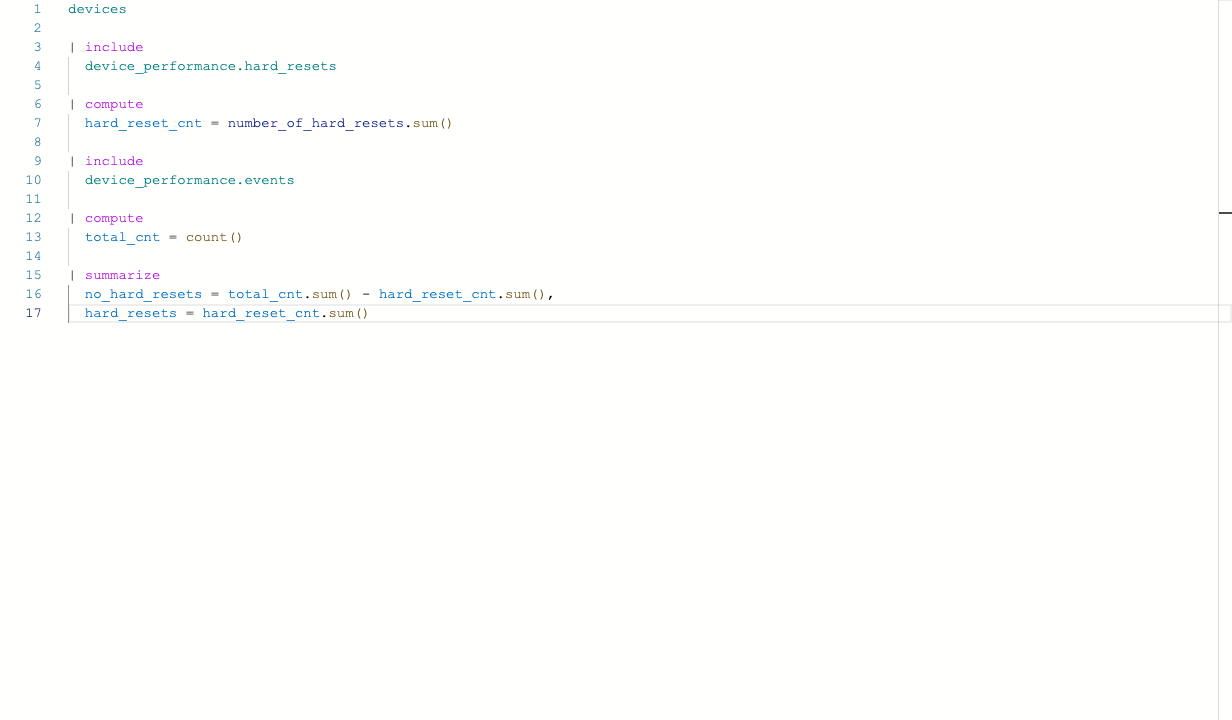 1 devices
2
3 | include
4 device_performance.hard_resets
5
6 | compute
7 hard_reset_cnt = number_of_hard_resets.sum()
8
9 | include
10 device_performance.events
11
12 | compute
13 total_cnt = count()
14
15 | summarize
16 no_hard_resets = total_cnt.sum() - hard_reset_cnt.sum(),
17 hard_resets = hard_reset_cnt.sum()